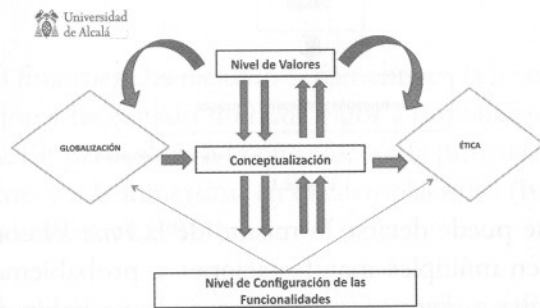 Universidad
de Alcalá
Nivel de Valores
GLOBALIZACIÓN
ÉTICA
Conceptualización
Nivel de Configuración de las
Funcionalidades